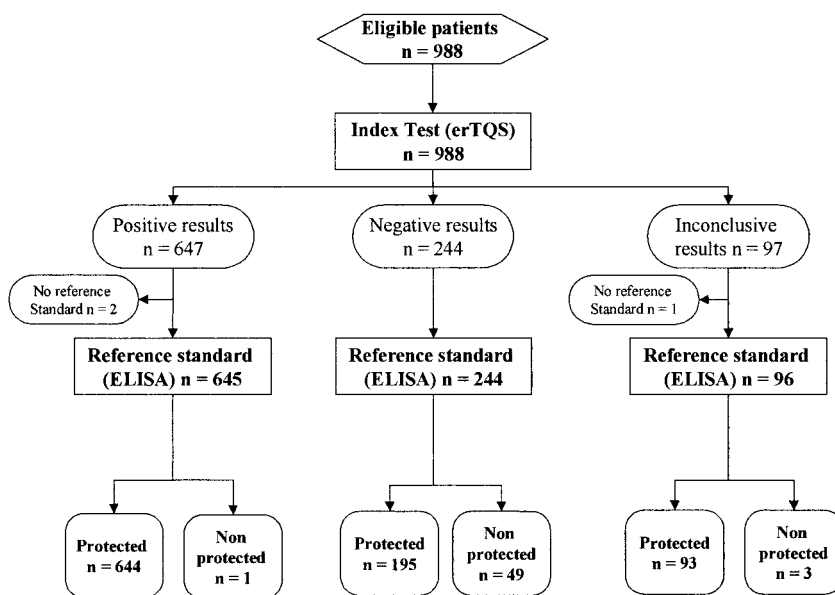 Eligible patients
n = 988
Index Test (erTQS)
n = 988
Positive results
n = 647
Negative results
n = 244
Inconclusive
results n = 97
No reference
Standard n = 2
No reference
Standard n = 1
Reference standard
(ELISA) n = 645
Reference standard
(ELISA) n = 244
Reference standard
(ELISA) n = 96
Protected
n = 644
Non
protected
n = 1
Protected
n = 195
Non
protected
n = 49
Protected
n = 93
Non
protected
n = 3